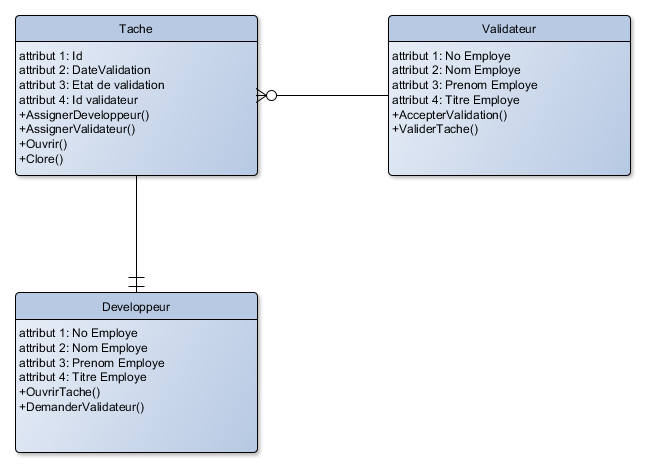 Tache
attribut 1: Id
attribut 2: DateValidation
attribut 3: Etat de validation
attribut 4: Id validateur
+AssignerDeveloppeur()
+AssignerValidateur()
+Ouvrir()
+Clore()
Validateur
attribut 1: No Employe
attribut 2: Nom Employe
attribut 3: Prenom Employe
attribut 4: Titre Employe
+AccepterValidation()
+ValiderTache()
Developpeur
attribut 1: No Employe
attribut 2: Nom Employe
attribut 3: Prenom Employe
attribut 4: Titre Employe
+OuvrirTache()
+DemanderValidateur()